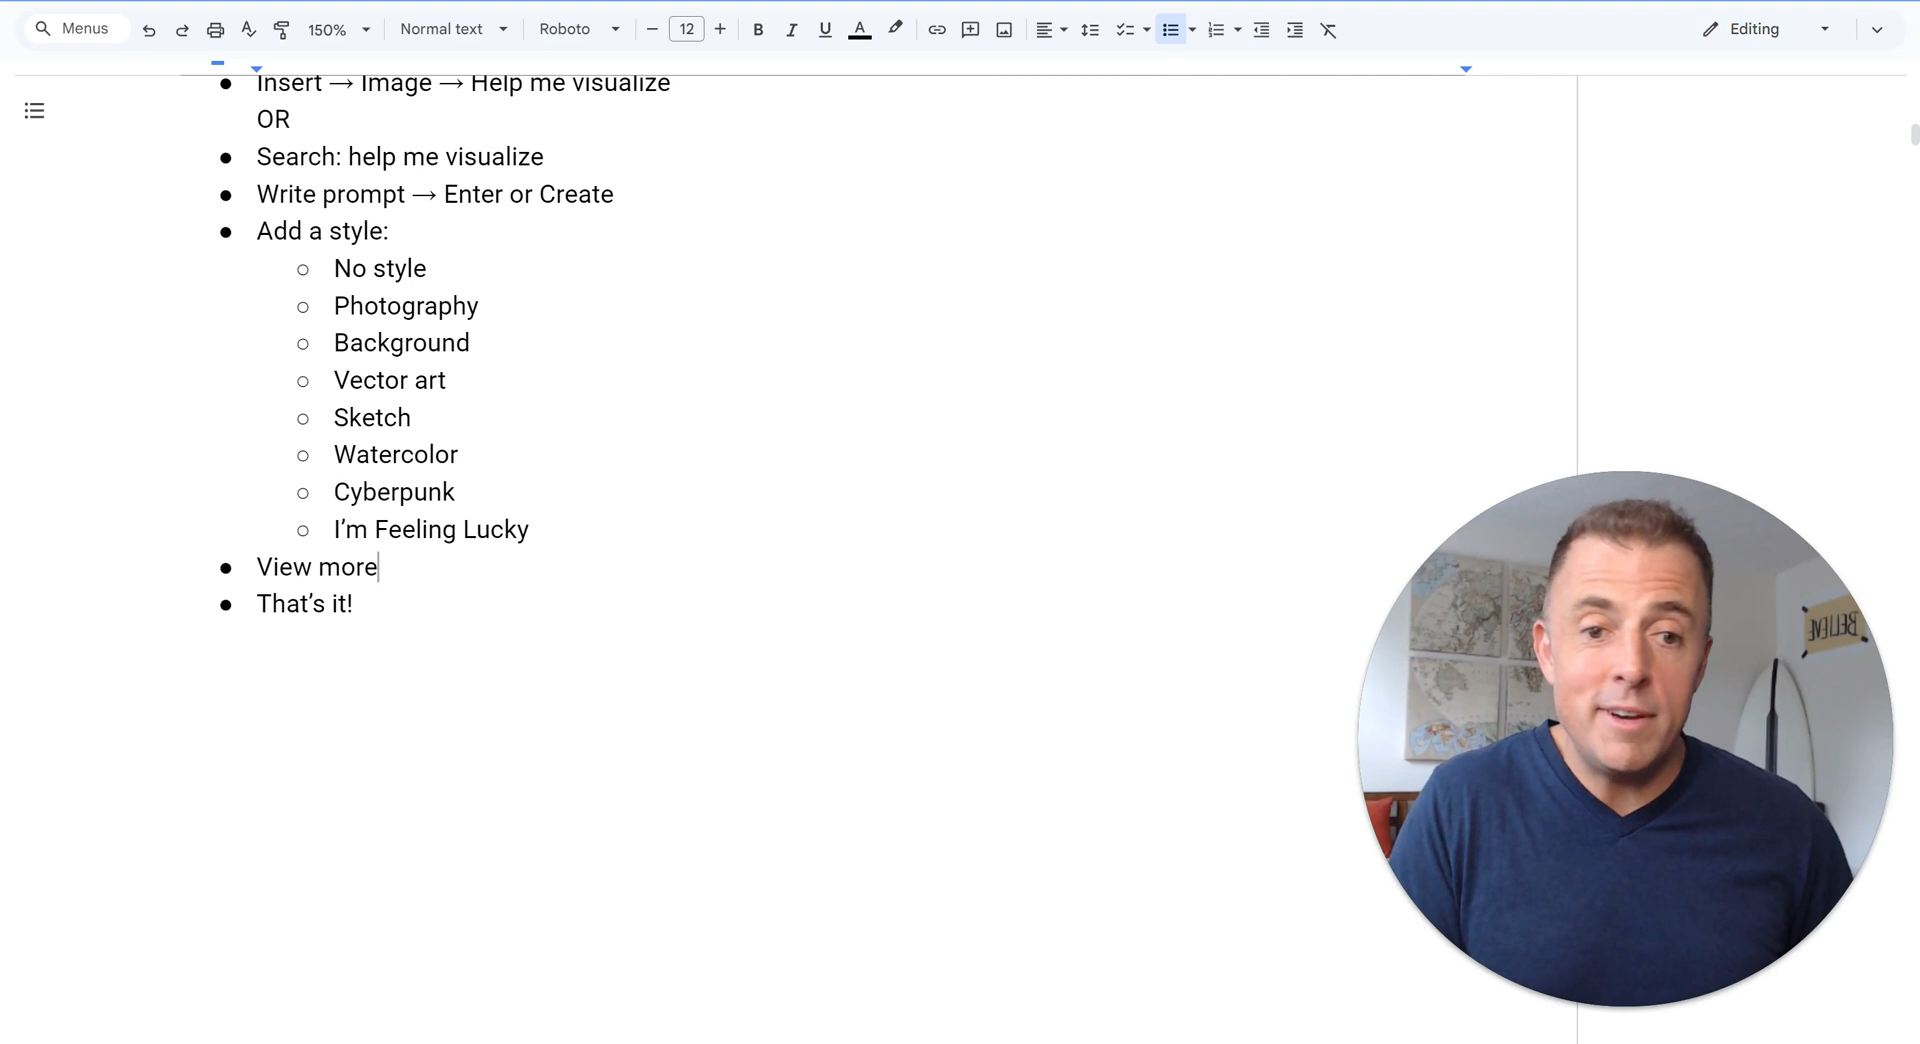 Menus 150% Normal text Roboto 12 B I U A Editing
Insert → Image → Help me visualize
OR
Search: help me visualize
Write prompt → Enter or Create
Add a style:
No style
Photography
Background
Vector art
Sketch
Watercolor
Cyberpunk
I’m Feeling Lucky
View more
That’s it!
BELIEVE